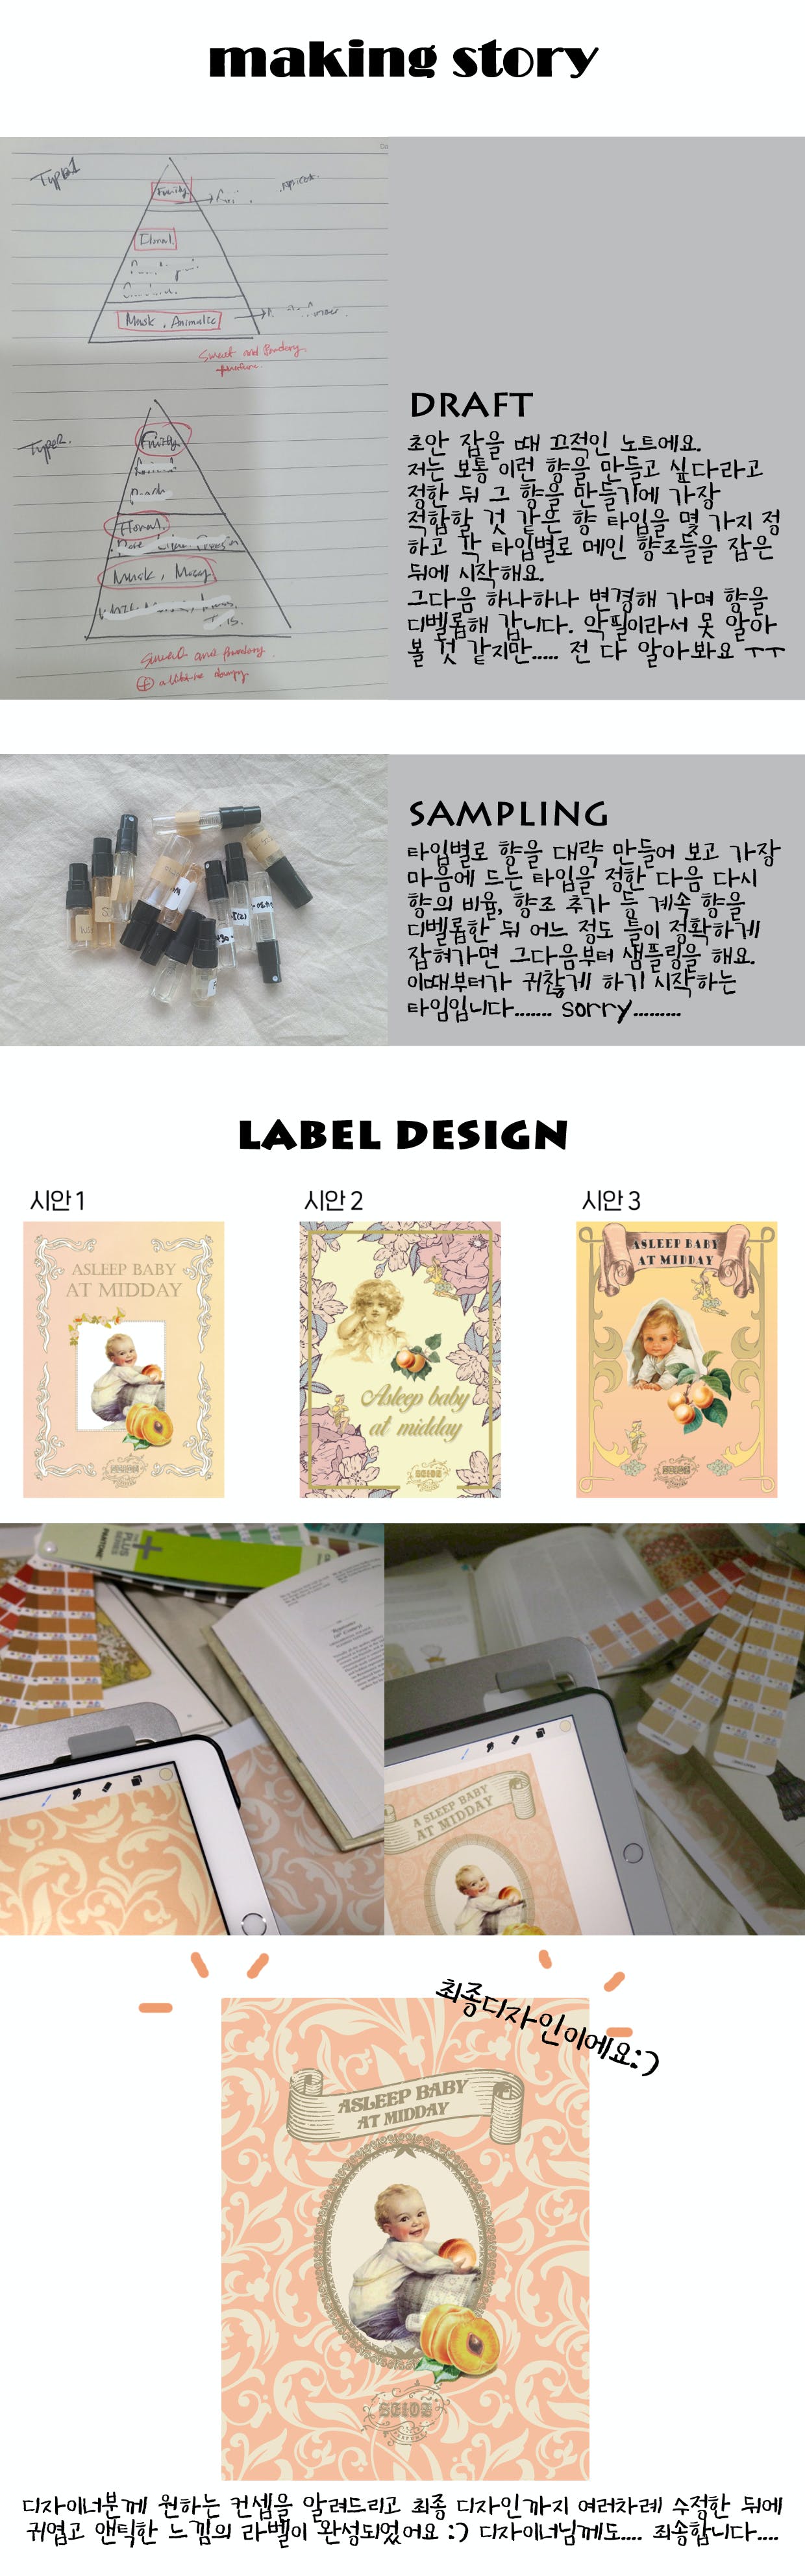 making story
Type1
Fruity
Apricot.
Floral.
Musk, Animalic
Sweet and Powdery.
Type2.
Fruity.
Floral.
Musk, Mossy
Sweet and Powdery.
DRAFT
초안 잡을 때 끄적인 노트에요.
저는 보통 이런 향을 만들고 싶다라고
정한 뒤 그 향을 만들기에 가장
적합할 것 같은 향 타입을 몇 가지 정
하고 각 타입별로 메인 향조들을 잡은
뒤에 시작해요.
그다음 하나하나 변경해 가며 향을
디벨롭해 갑니다. 악필이라서 못 알아
볼 것 같지만..... 전 다 알아봐요 ㅜㅜ
SAMPLING
타입별로 향을 대략 만들어 보고 가장
마음에 드는 타입을 정한 다음 다시
향의 비율, 향조 추가 등 계속 향을
디벨롭한 뒤 어느 정도 틀이 정확하게
잡혀가면 그다음부터 샘플링을 해요.
이때부터가 귀찮게 하기 시작하는
타임입니다....... sorry.........
LABEL DESIGN
시안 1
시안 2
시안 3
ASLEEP BABY
AT MIDDAY
Asleep baby
at midday
ASLEEP BABY
AT MIDDAY
PANTONE
PLUS
SERIES
A SLEEP BABY
AT MIDDAY
최종디자인이에요:)
ASLEEP BABY
AT MIDDAY
디자이너분께 원하는 컨셉을 알려드리고 최종 디자인까지 여러차례 수정한 뒤에
귀엽고 앤틱한 느낌의 라벨이 완성되었어요 :) 디자이너님께도.... 죄송합니다....